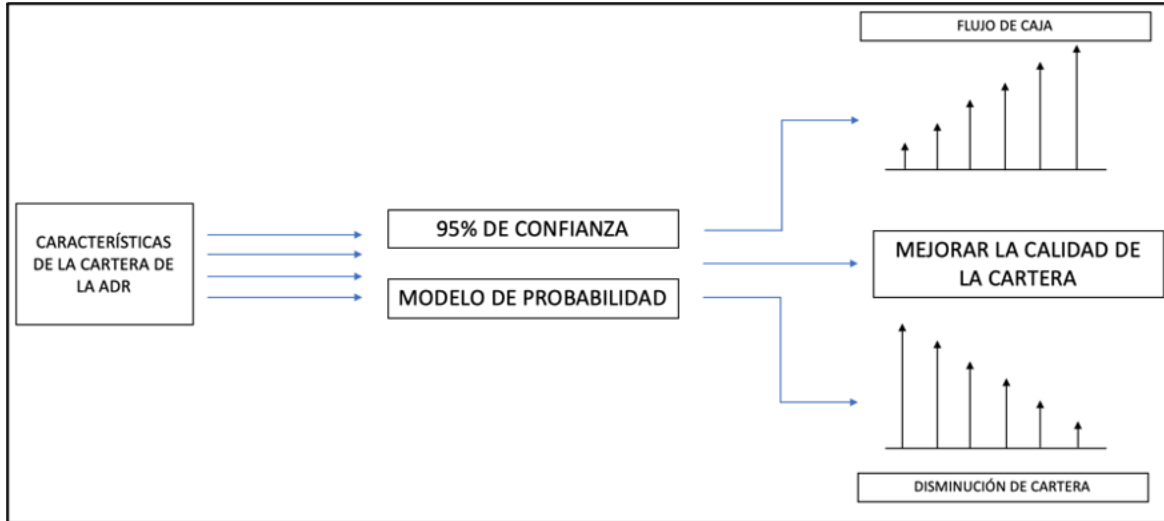 FLUJO DE CAJA
CARACTERÍSTICAS
DE LA CARTERA DE
LA ADR
95% DE CONFIANZA
MODELO DE PROBABILIDAD
MEJORAR LA CALIDAD DE
LA CARTERA
DISMINUCIÓN DE CARTERA